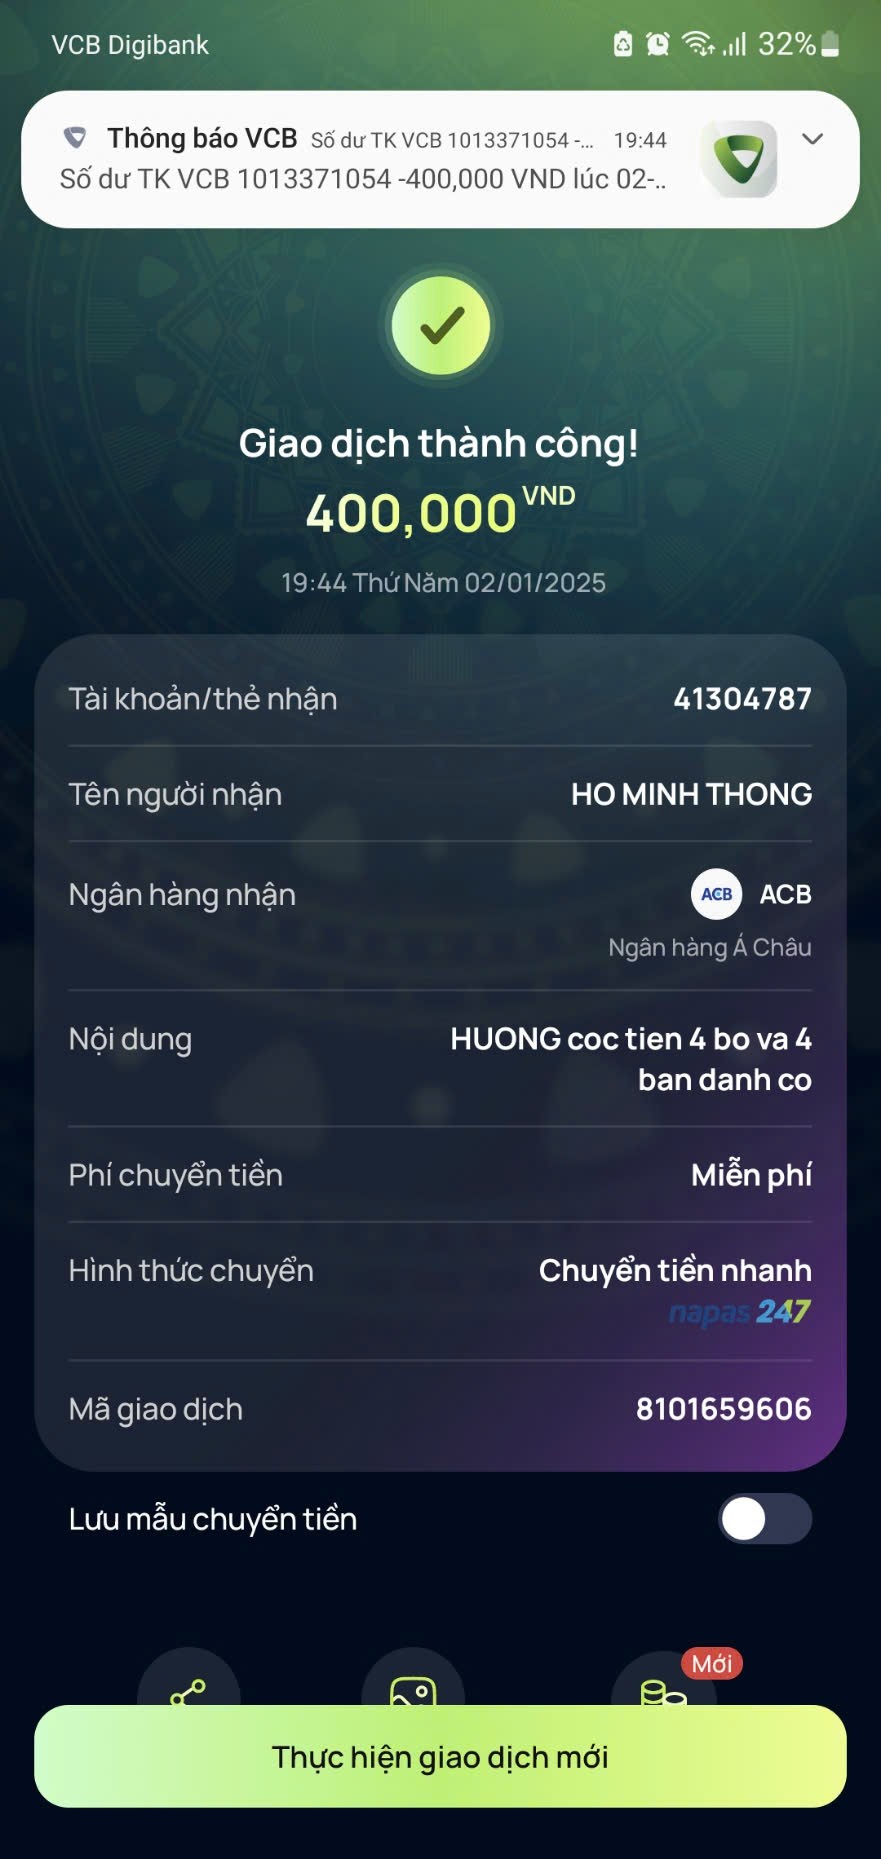 VCB Digibank
32%
Thông báo VCB Số dư TK VCB 1013371054 -... 19:44
Số dư TK VCB 1013371054 -400,000 VND lúc 02-..
Giao dịch thành công!
400,000 VND
19:44 Thứ Năm 02/01/2025
Tài khoản/thẻ nhận 41304787
Tên người nhận HO MINH THONG
Ngân hàng nhận ACB ACB
Ngân hàng Á Châu
Nội dung HUONG coc tien 4 bo va 4
ban danh co
Phí chuyển tiền Miễn phí
Hình thức chuyển Chuyển tiền nhanh
napas 247
Mã giao dịch 8101659606
Lưu mẫu chuyển tiền
Mới
Thực hiện giao dịch mới